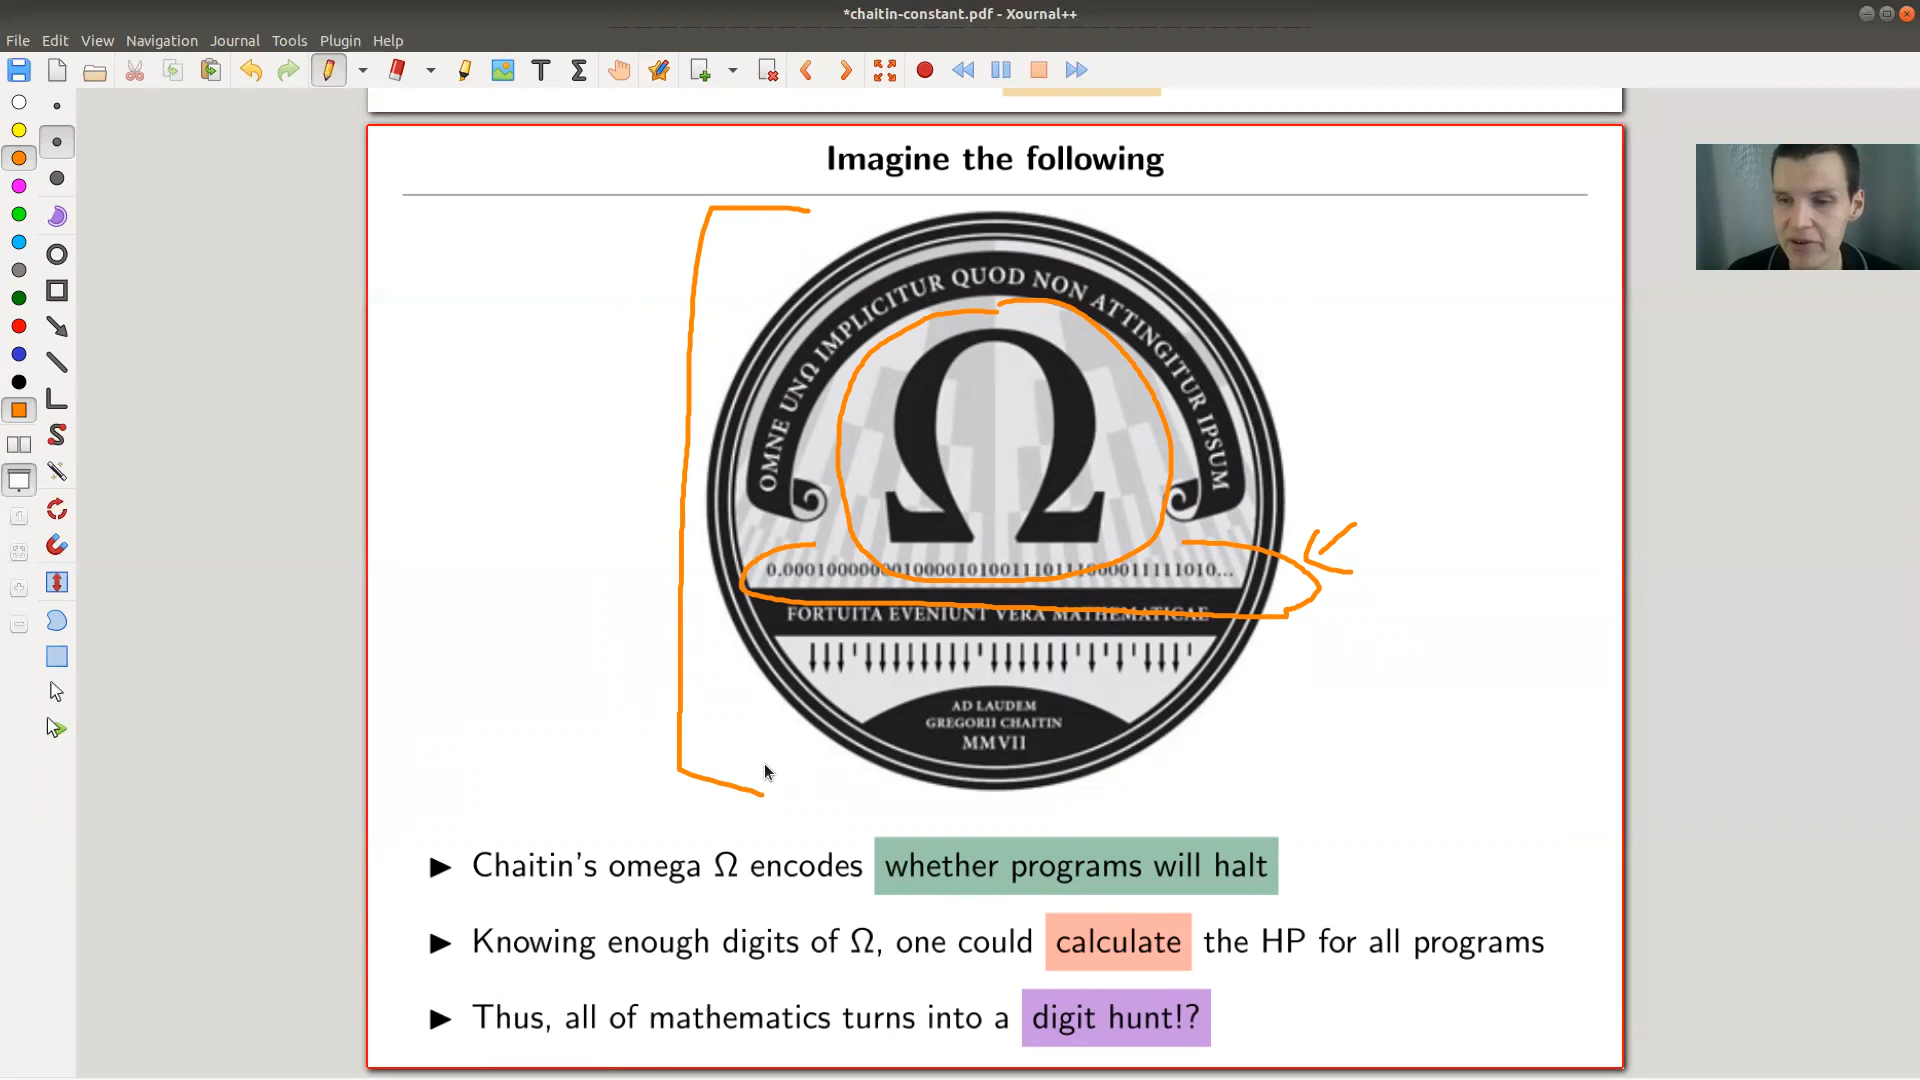 *chaitin-constant.pdf - Xournal++
File Edit View Navigation Journal Tools Plugin Help
Imagine the following
OMNE UNΩ IMPLICITUR QUOD NON ATTINGITUR IPSUM
Ω
0.0001000000010000101001110111000011111010...
FORTUITA EVENIUNT VERA MATHEMATICAE
AD LAUDEM
GREGORII CHAITIN
MMVII
▶ Chaitin's omega Ω encodes whether programs will halt
▶ Knowing enough digits of Ω, one could calculate the HP for all programs
▶ Thus, all of mathematics turns into a digit hunt!?